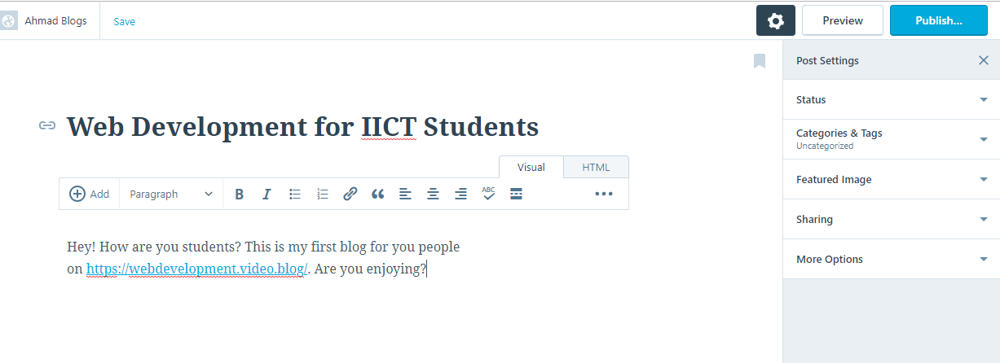 Ahmad Blogs Save Preview Publish...
Post Settings
Status
Categories & Tags
Uncategorized
Featured Image
Sharing
More Options
Web Development for IICT Students
Visual HTML
Add Paragraph B I ABC
Hey! How are you students? This is my first blog for you people
on https://webdevelopment.video.blog/. Are you enjoying?